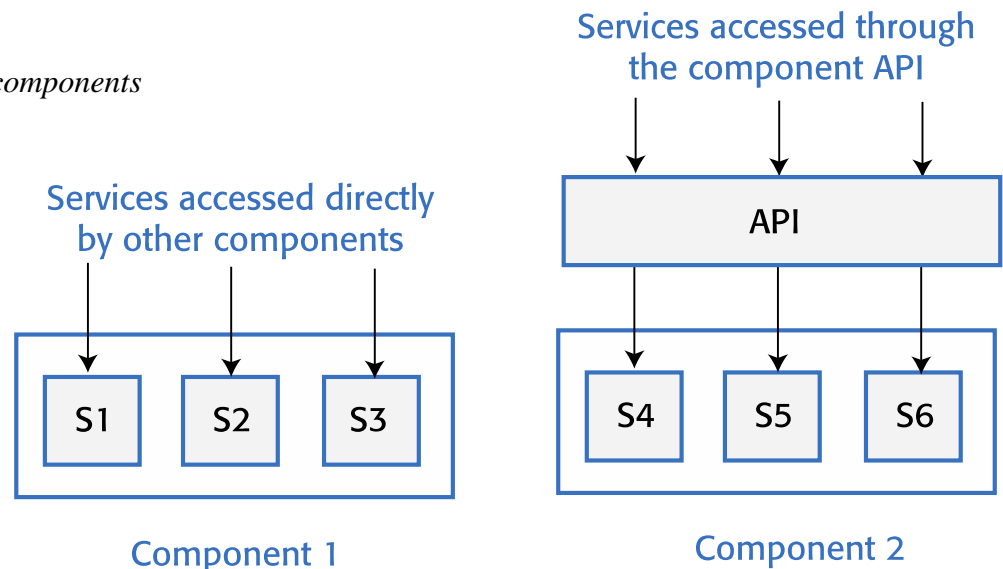 components
Services accessed directly
by other components
S1
S2
S3
Component 1
Services accessed through
the component API
API
S4
S5
S6
Component 2